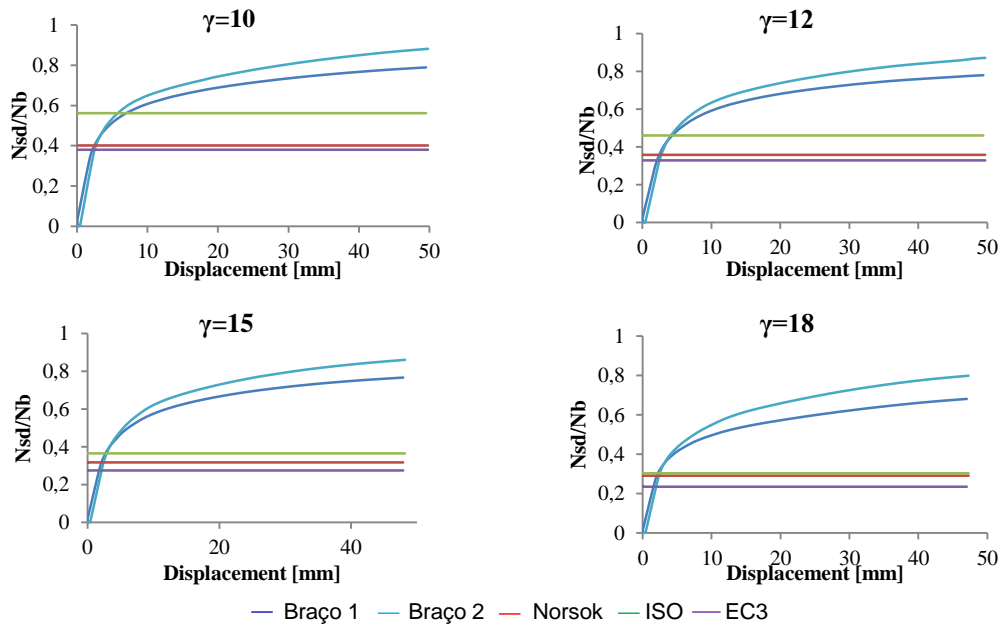 γ=10
Nsd/Nb
1
0,8
0,6
0,4
0,2
0
0 10 20 30 40 50
Displacement [mm]
γ=12
Nsd/Nb
1
0,8
0,6
0,4
0,2
0
0 10 20 30 40 50
Displacement [mm]
γ=15
Nsd/Nb
1
0,8
0,6
0,4
0,2
0
0 20 40
Displacement [mm]
γ=18
Nsd/Nb
1
0,8
0,6
0,4
0,2
0
0 10 20 30 40 50
Displacement [mm]
Braço 1 Braço 2 Norsok ISO EC3